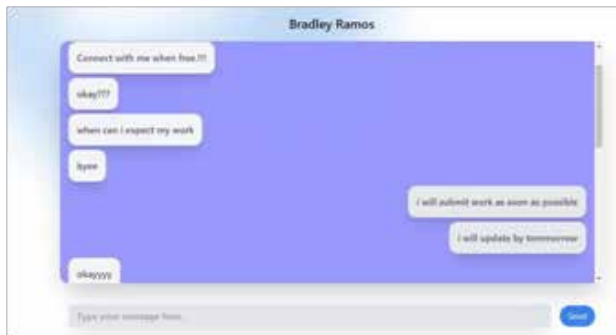 Bradley Ramos
Connect with me when free.!!!
okay???
when can i expect my work
byee
i will submit work as soon as possible
i will update by tommorrow
okayyyy
Type your message here...
Send